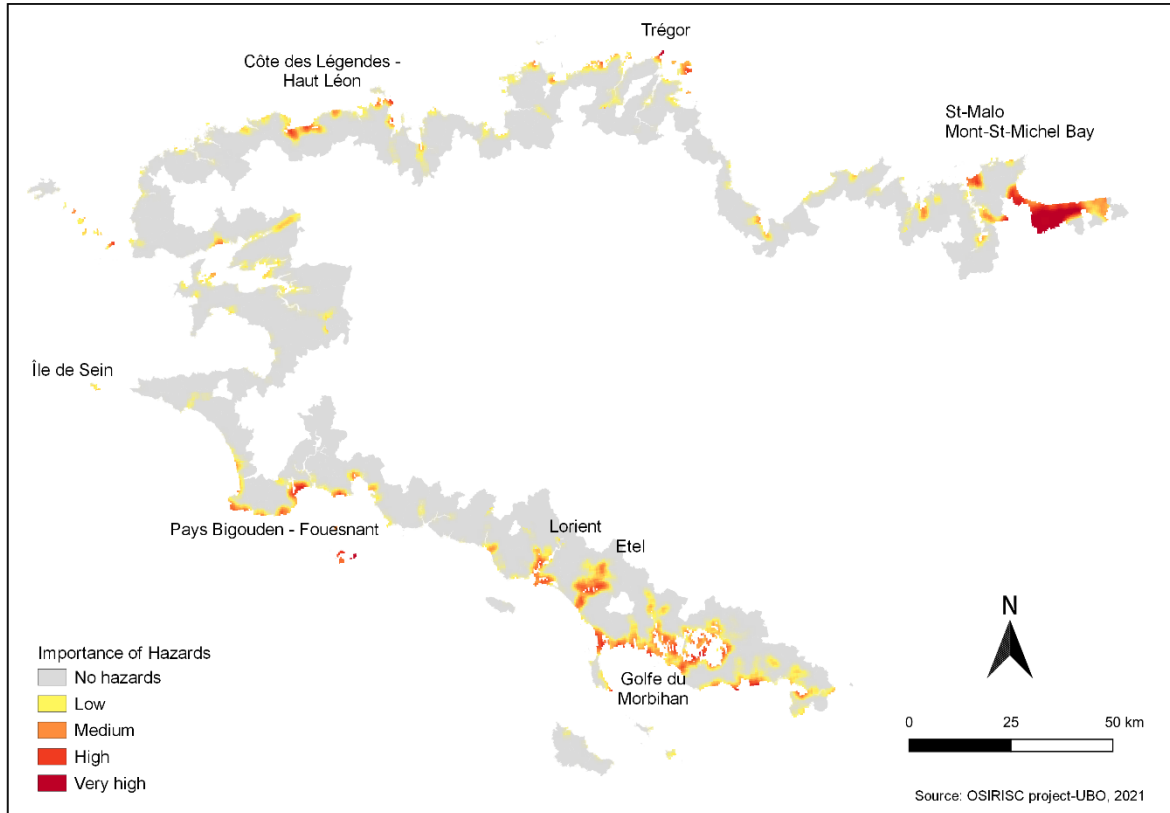 Trégor
Côte des Légendes -
Haut Léon
St-Malo
Mont-St-Michel Bay
Île de Sein
Pays Bigouden - Fouesnant
Lorient
Etel
Golfe du
Morbihan
N
Importance of Hazards
No hazards
Low
Medium
High
Very high
0 25 50 km
Source: OSIRISC project-UBO, 2021